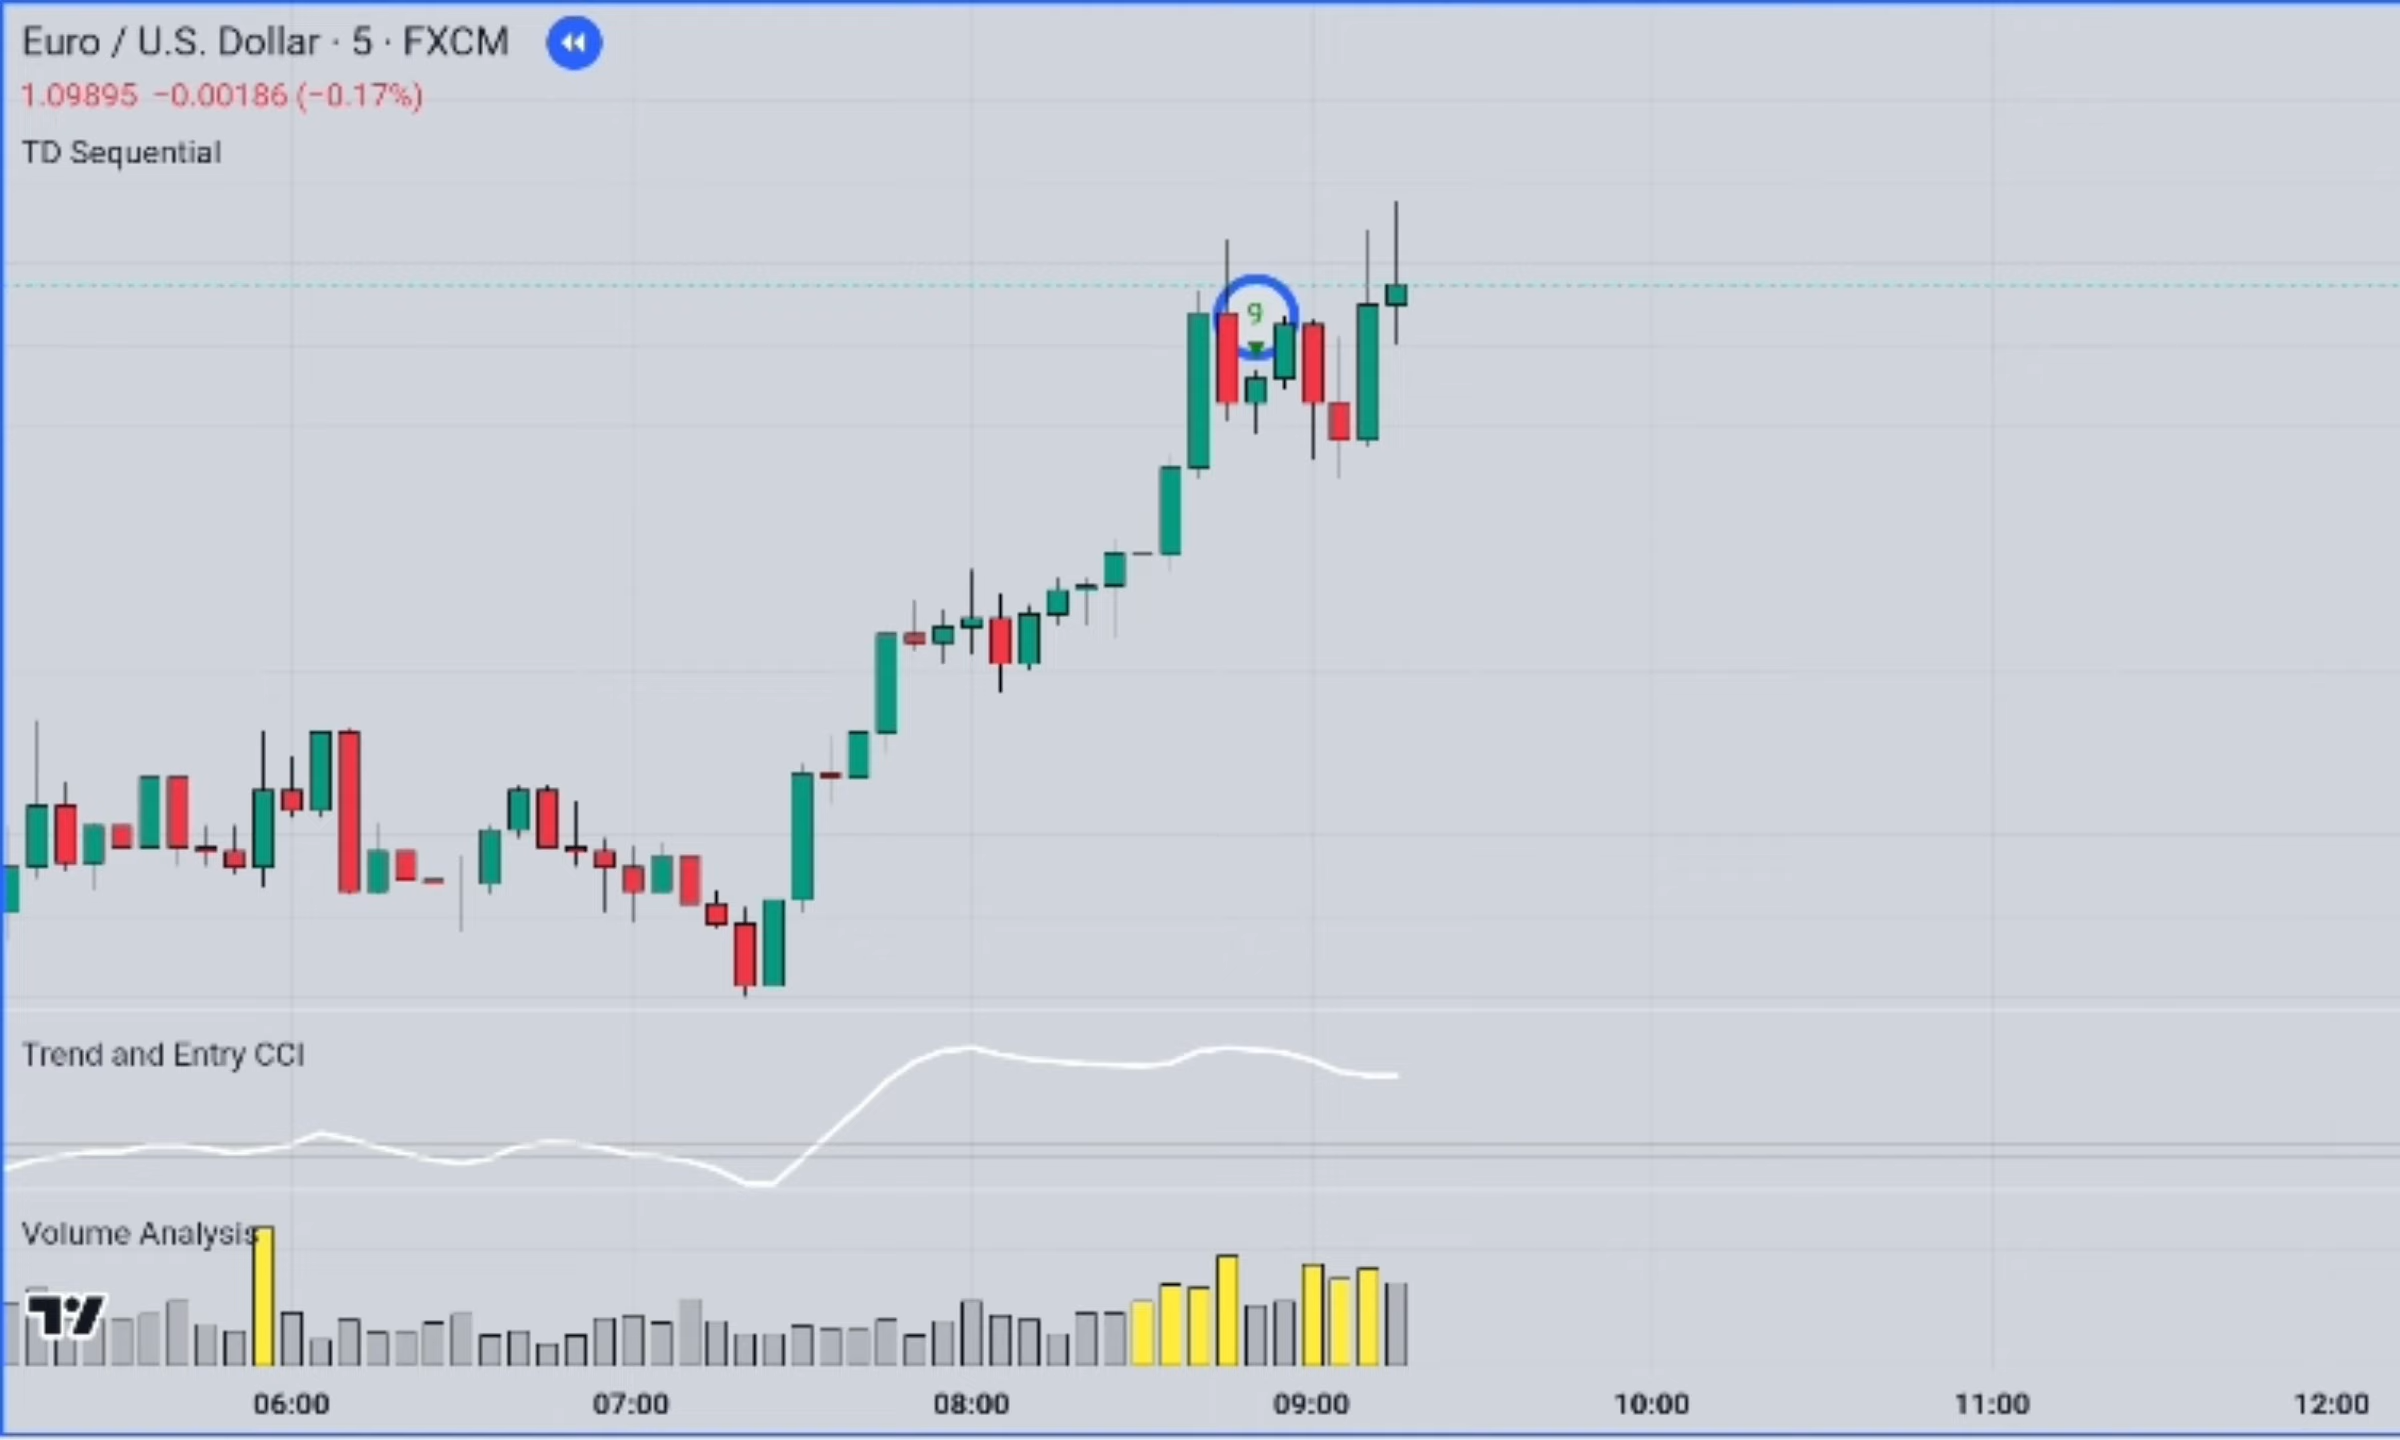 Euro / U.S. Dollar · 5 · FXCM
1.09895 −0.00186 (−0.17%)
TD Sequential
9
Trend and Entry CCI
Volume Analysis
06:00 07:00 08:00 09:00 10:00 11:00 12:00